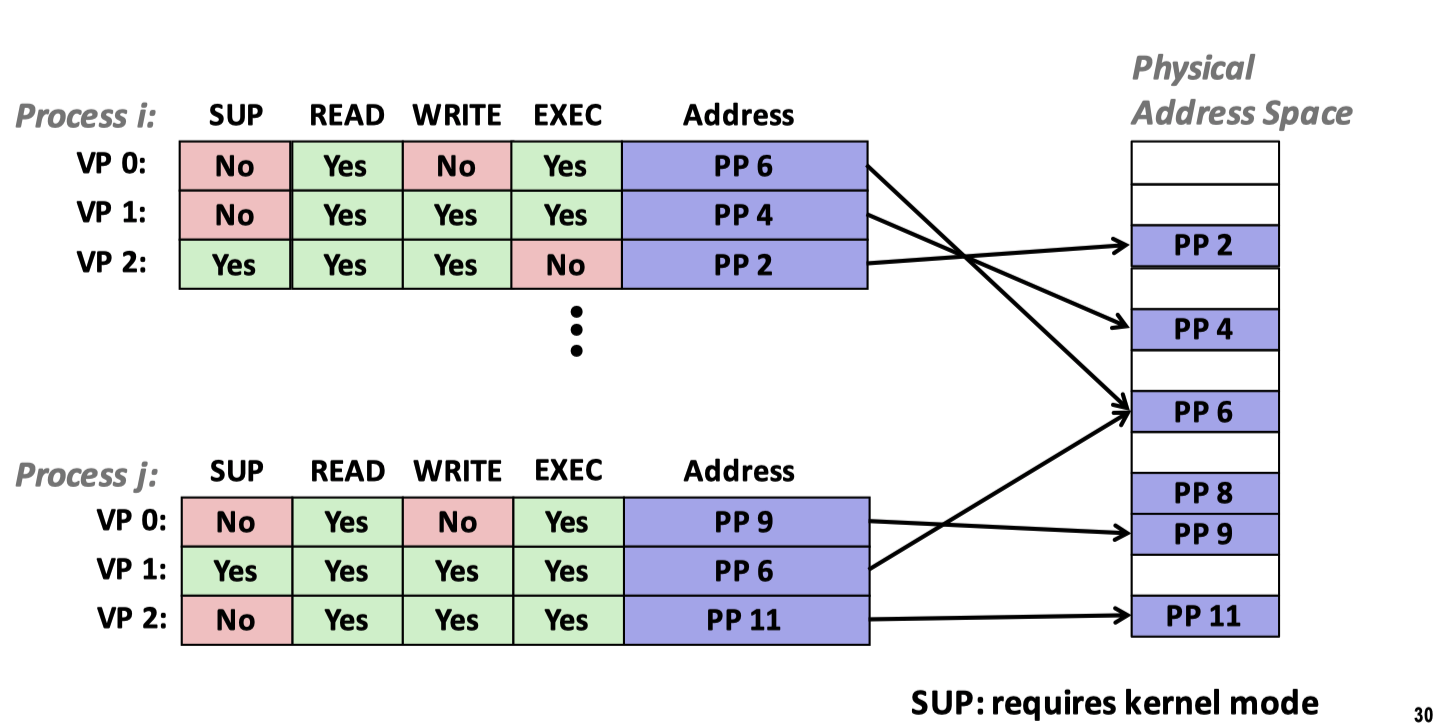 Physical
Address Space
Process i: SUP READ WRITE EXEC Address
VP 0: No Yes No Yes PP 6
VP 1: No Yes Yes Yes PP 4
VP 2: Yes Yes Yes No PP 2
PP 2
PP 4
PP 6
PP 8
PP 9
PP 11
Process j: SUP READ WRITE EXEC Address
VP 0: No Yes No Yes PP 9
VP 1: Yes Yes Yes Yes PP 6
VP 2: No Yes Yes Yes PP 11
SUP: requires kernel mode
30